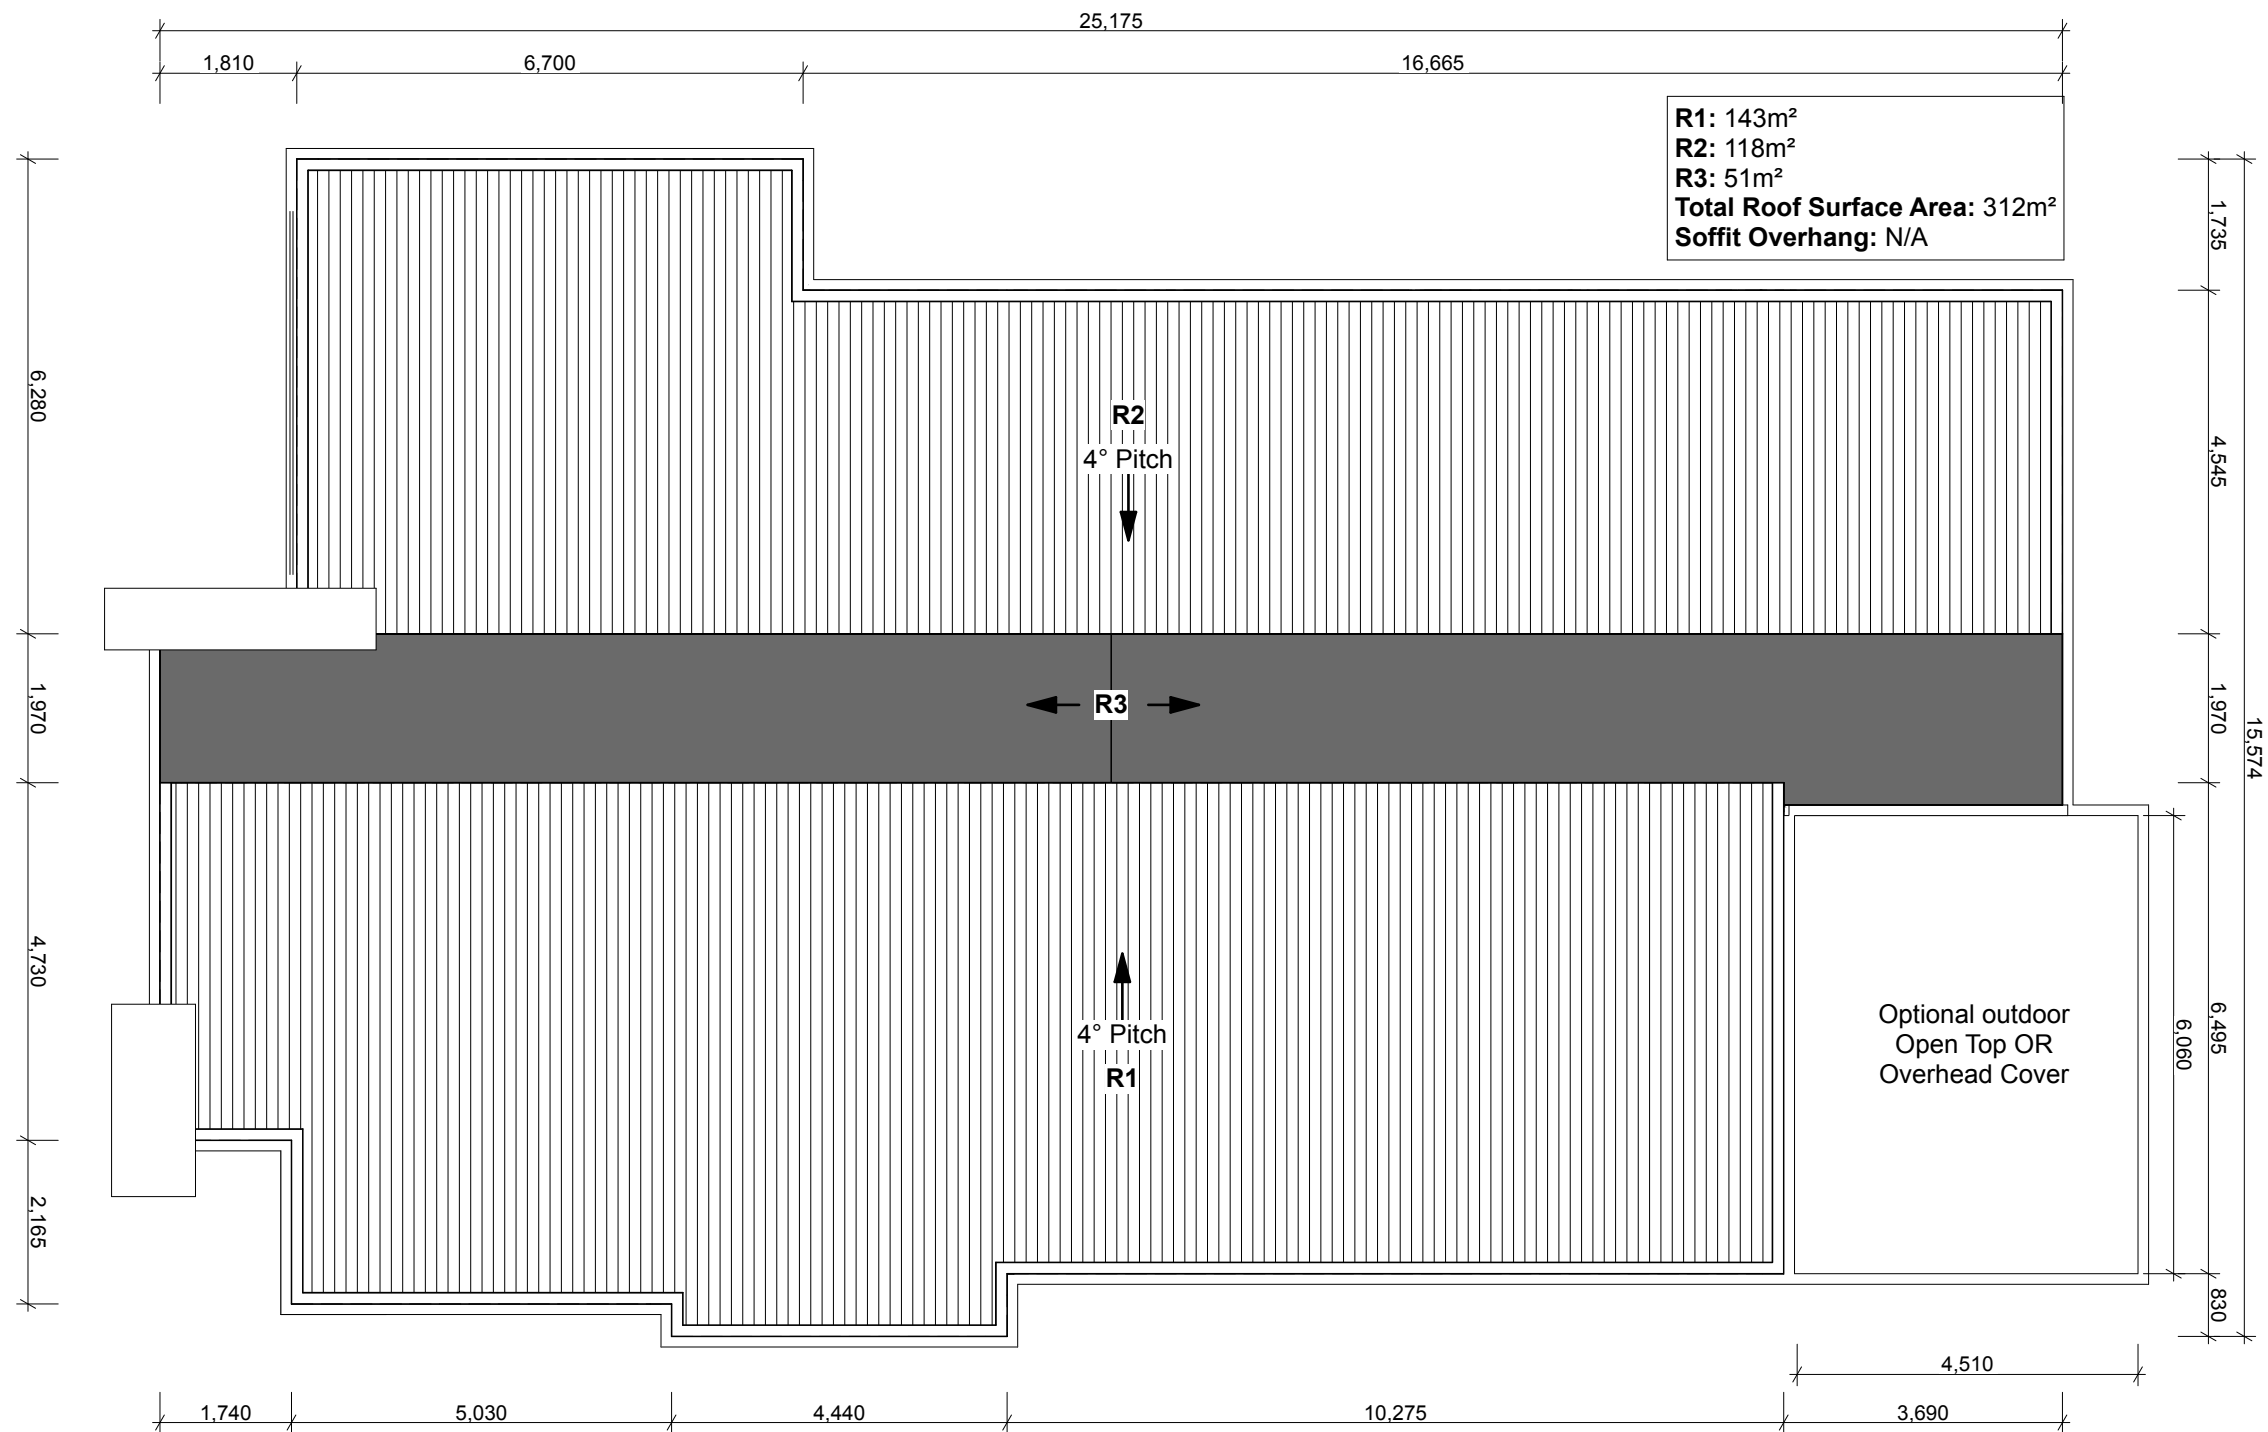 25,175
1,810
6,700
16,665
R1: 143m²
R2: 118m²
R3: 51m²
Total Roof Surface Area: 312m²
Soffit Overhang: N/A
6,280
1,970
4,730
2,165
R2
4° Pitch
R3
4° Pitch
R1
Optional outdoor
Open Top OR
Overhead Cover
1,735
4,545
1,970
6,495
830
15,574
6,060
4,510
1,740
5,030
4,440
10,275
3,690